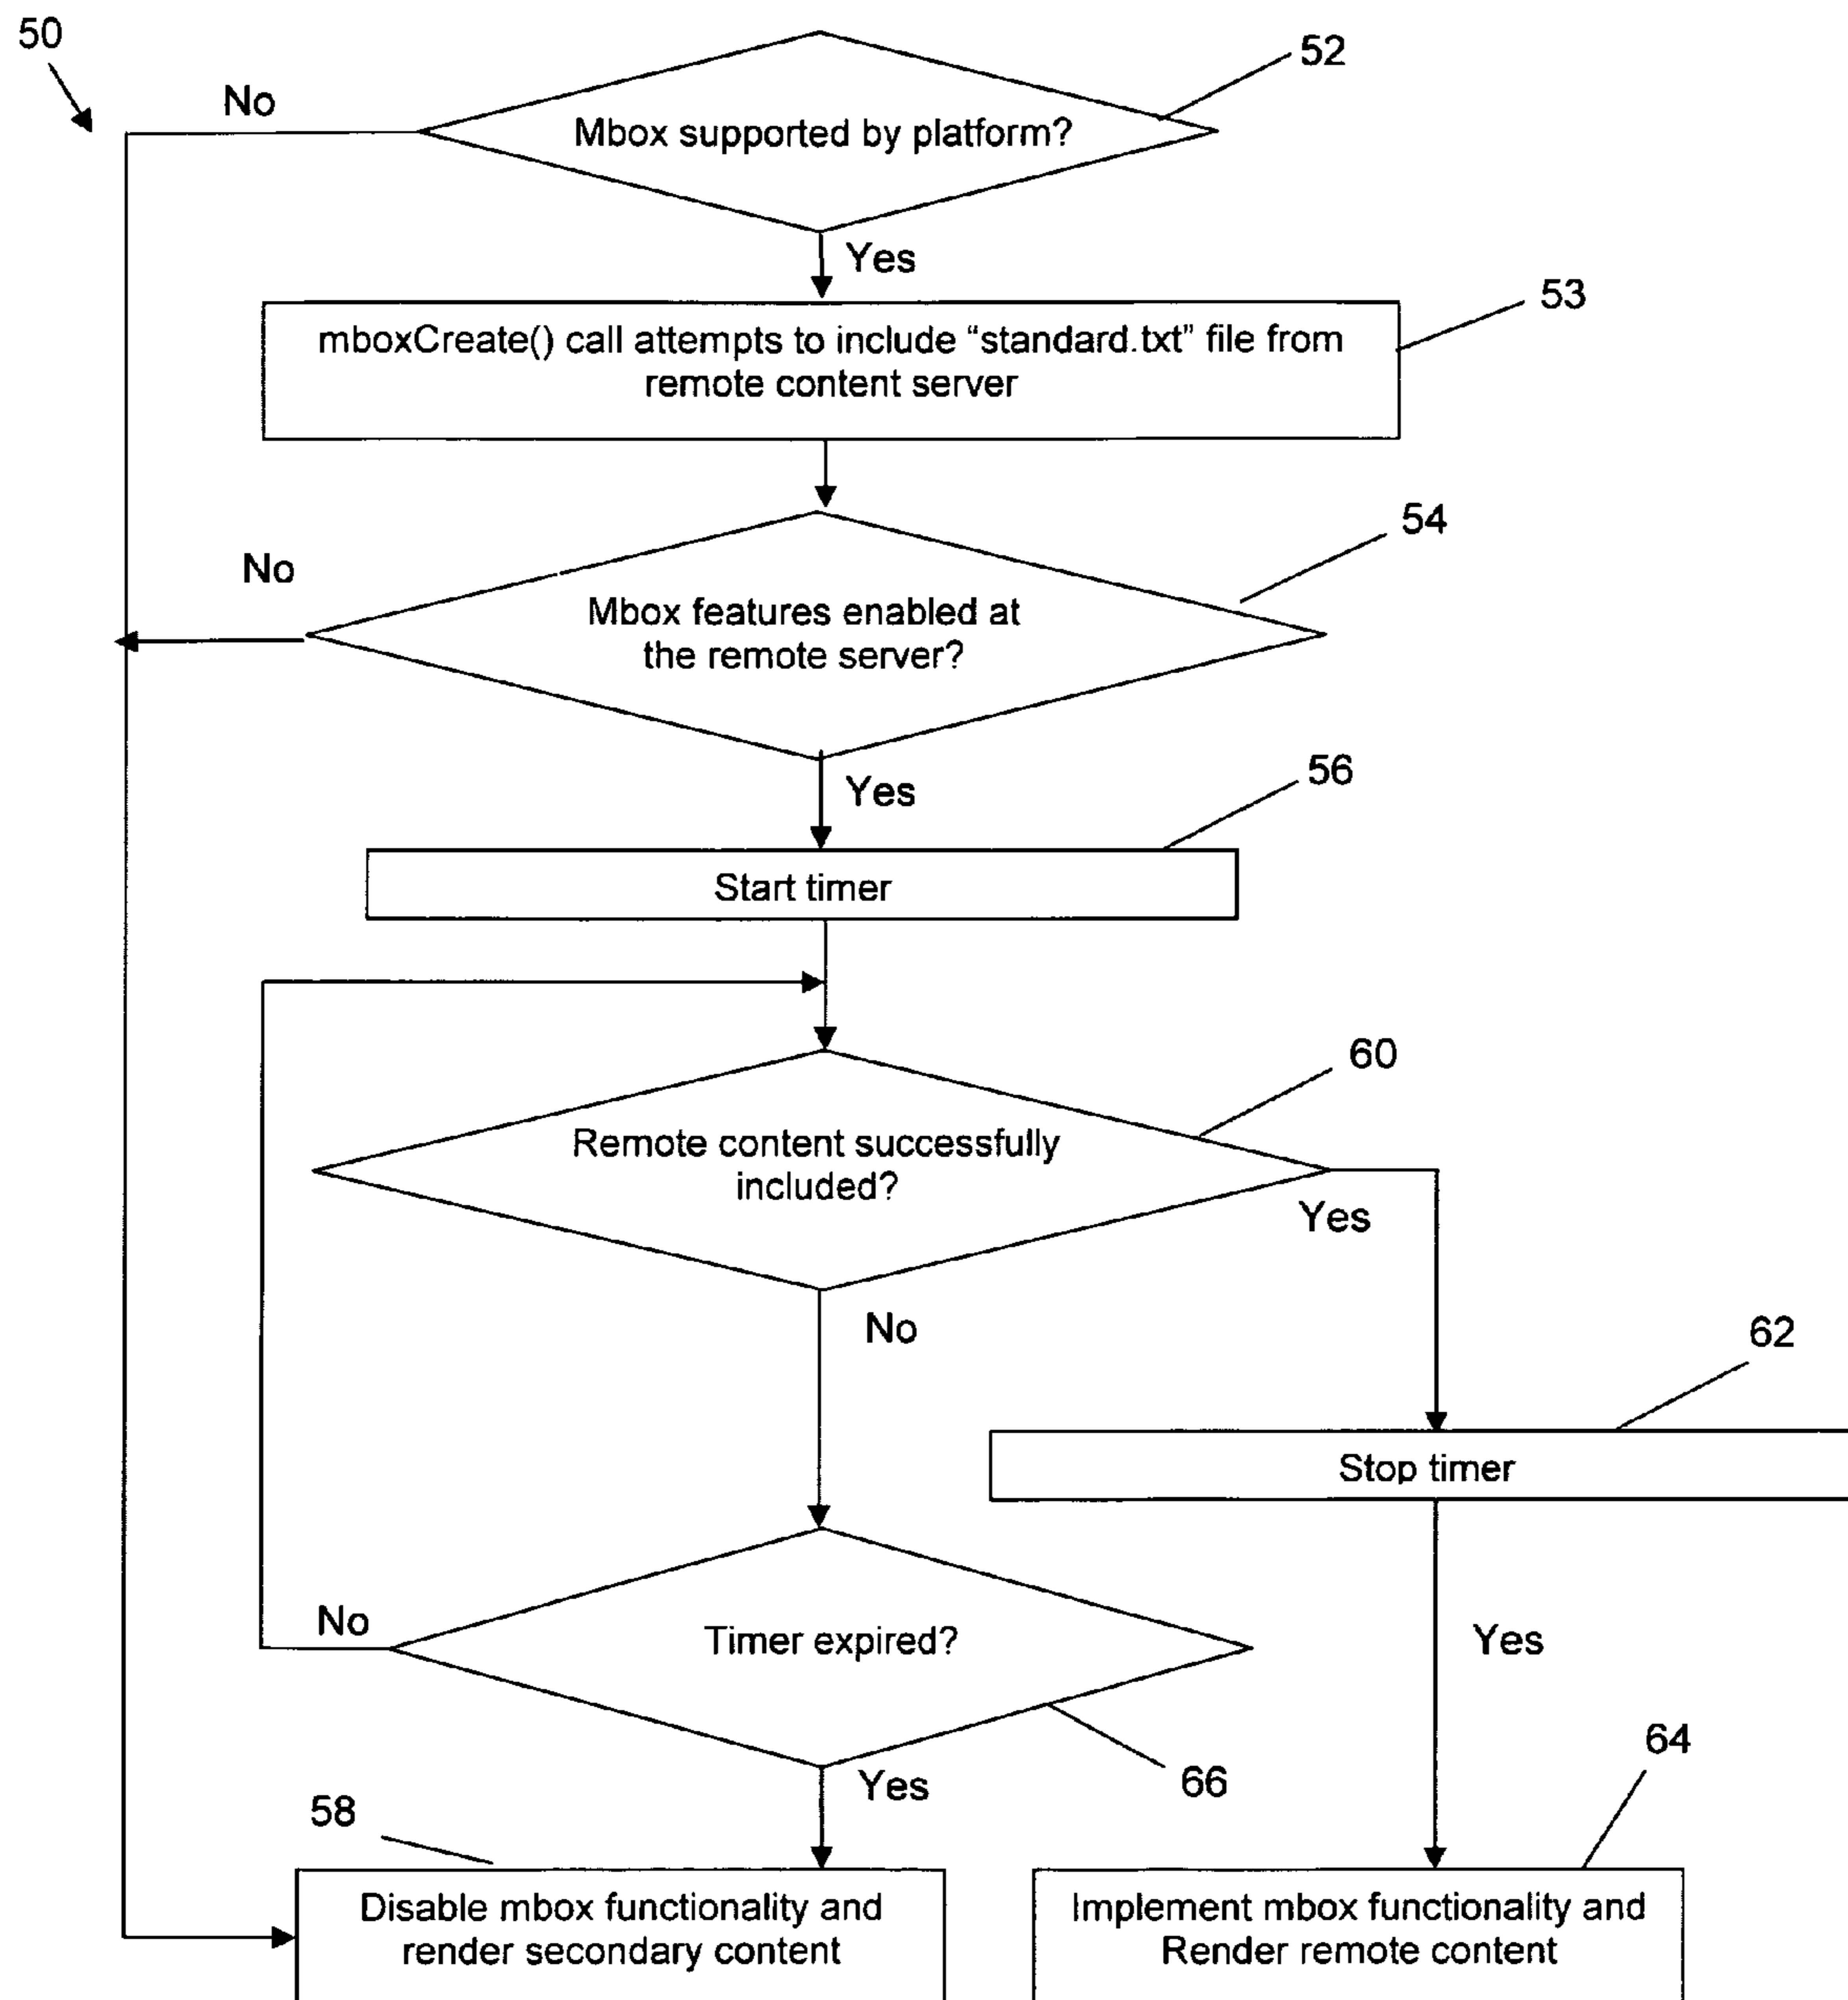 50
52
No
Mbox supported by platform?
Yes
53
mboxCreate() call attempts to include “standard.txt” file from
remote content server
54
No
Mbox features enabled at
the remote server?
Yes
56
Start timer
60
Remote content successfully
included?
Yes
No
62
Stop timer
No
Timer expired?
Yes
64
66
Yes
58
Disable mbox functionality and
render secondary content
Implement mbox functionality and
Render remote content